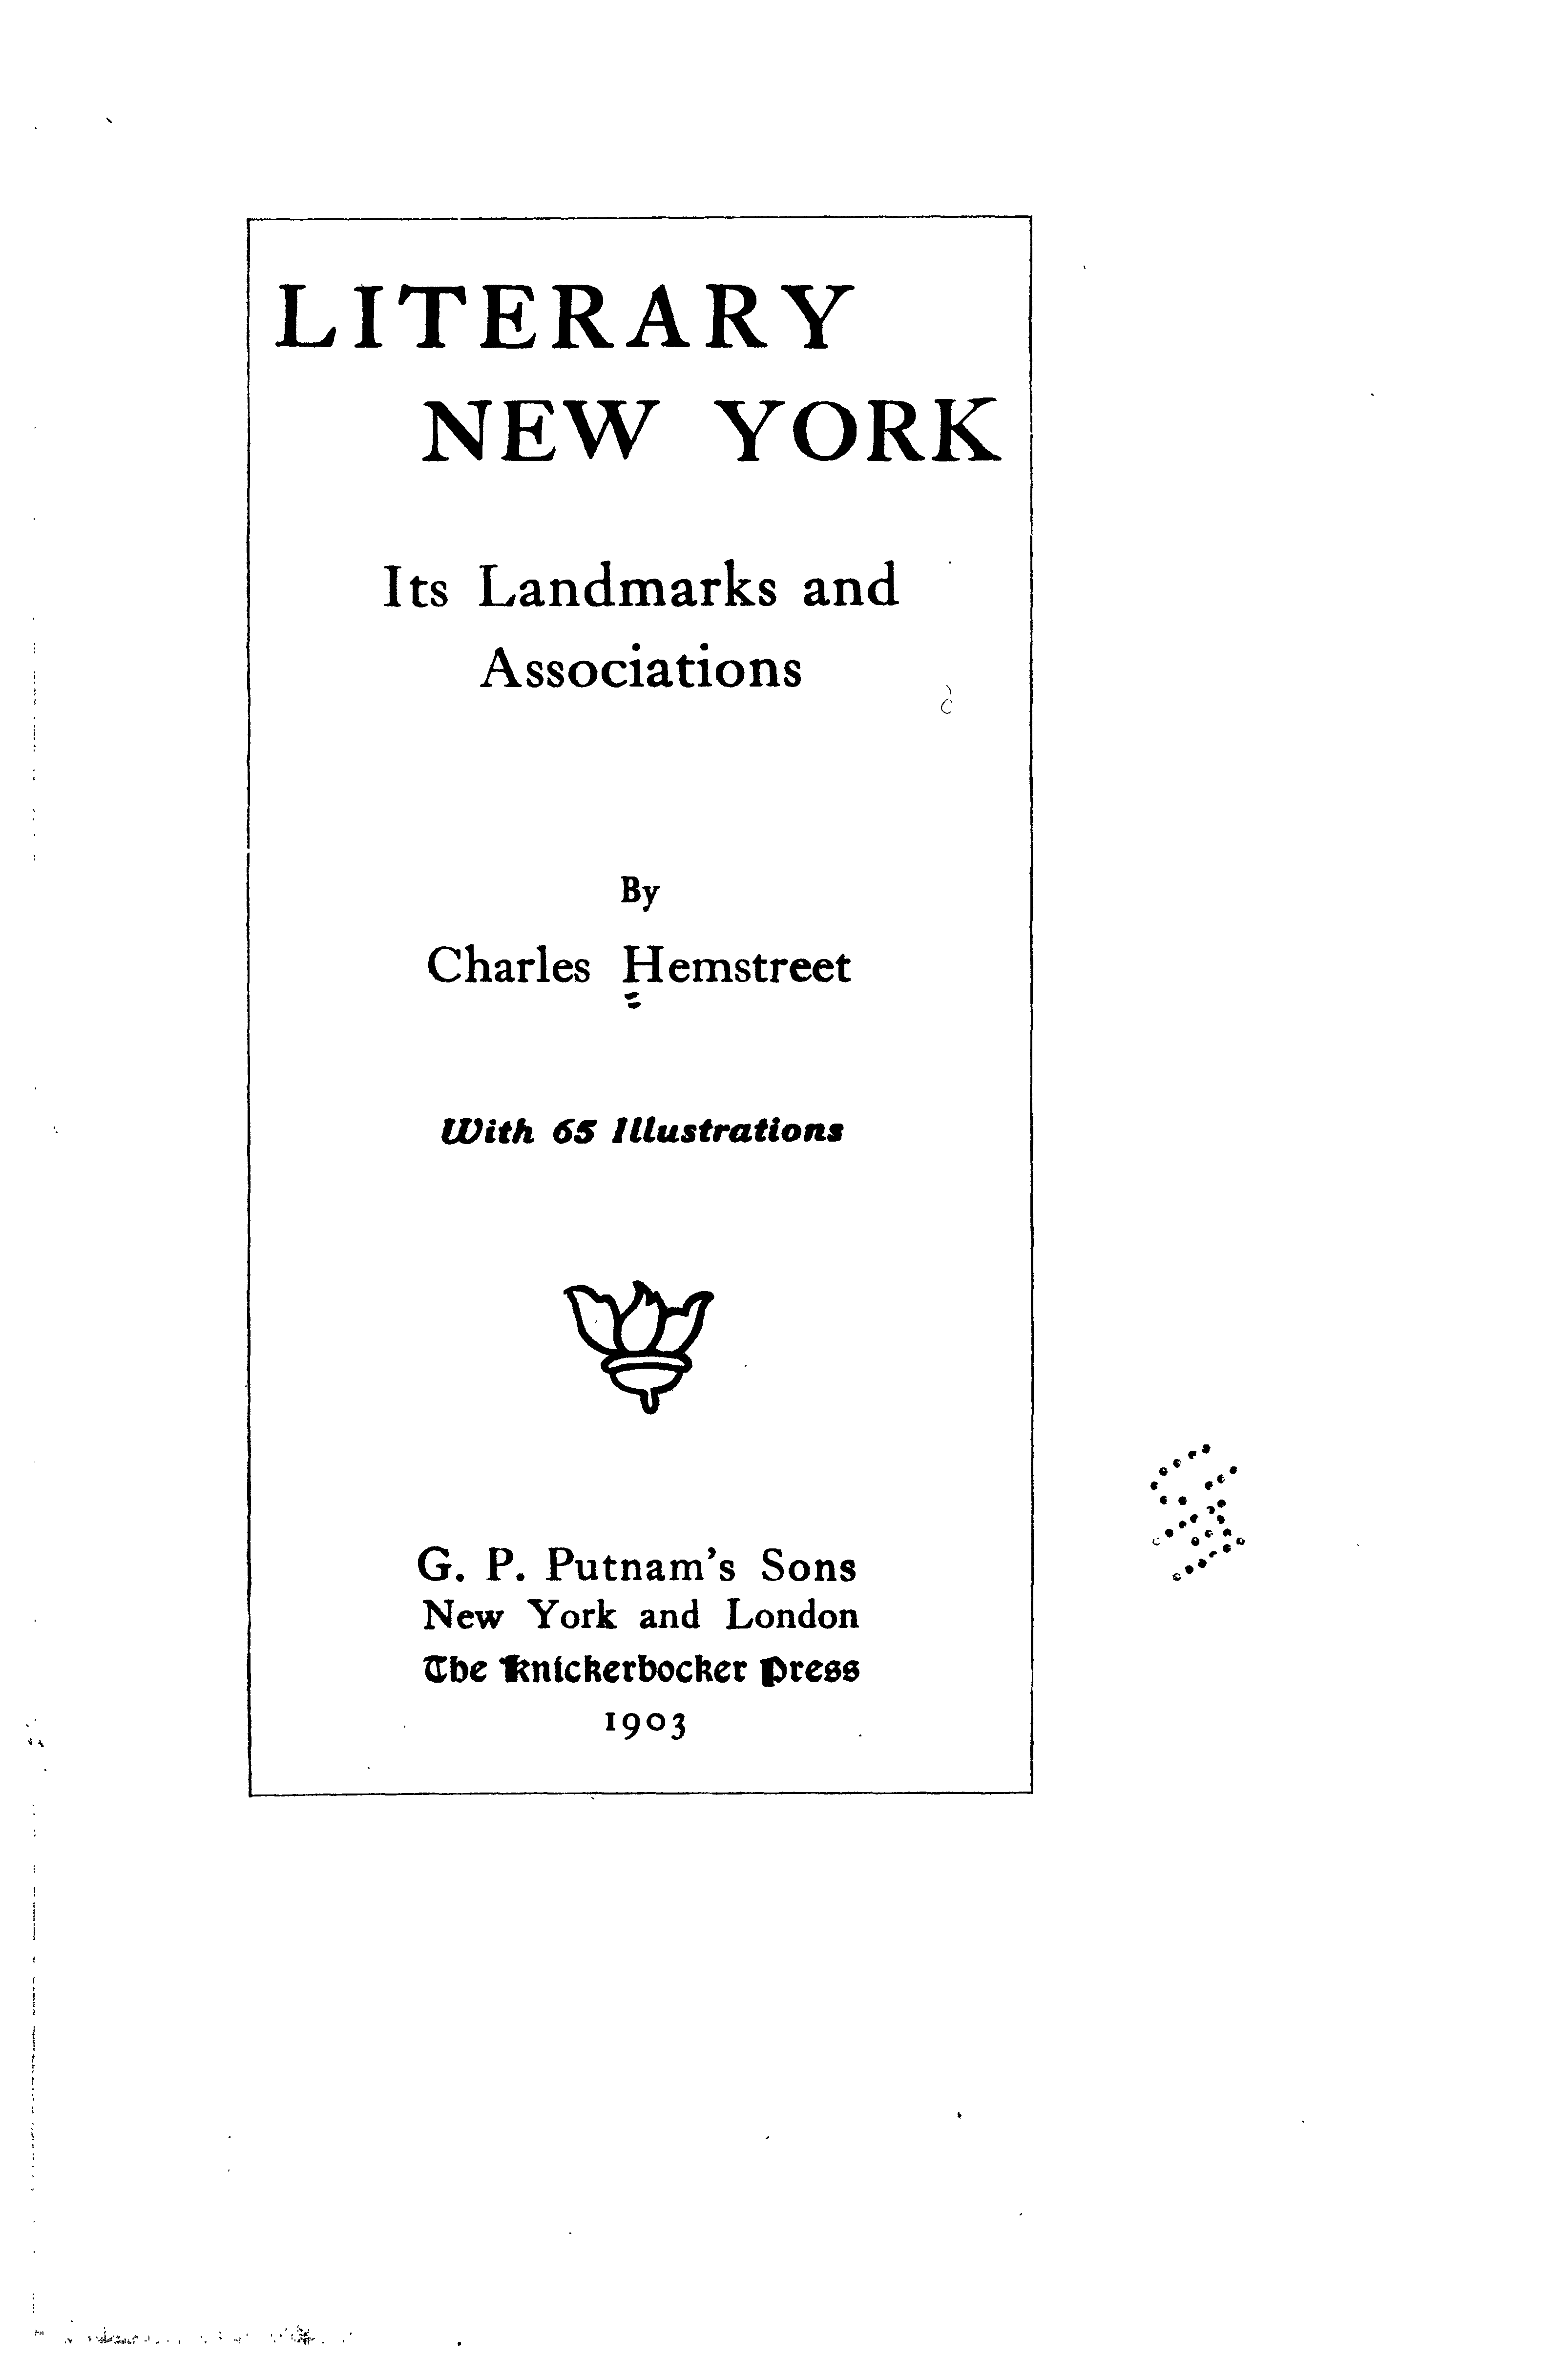 LITERARY
NEW YORK
Its Landmarks and
Associations
By
Charles Hemstreet
With 65 Illustrations
G. P. Putnam's Sons
New York and London
The Knickerbocker Press
1903